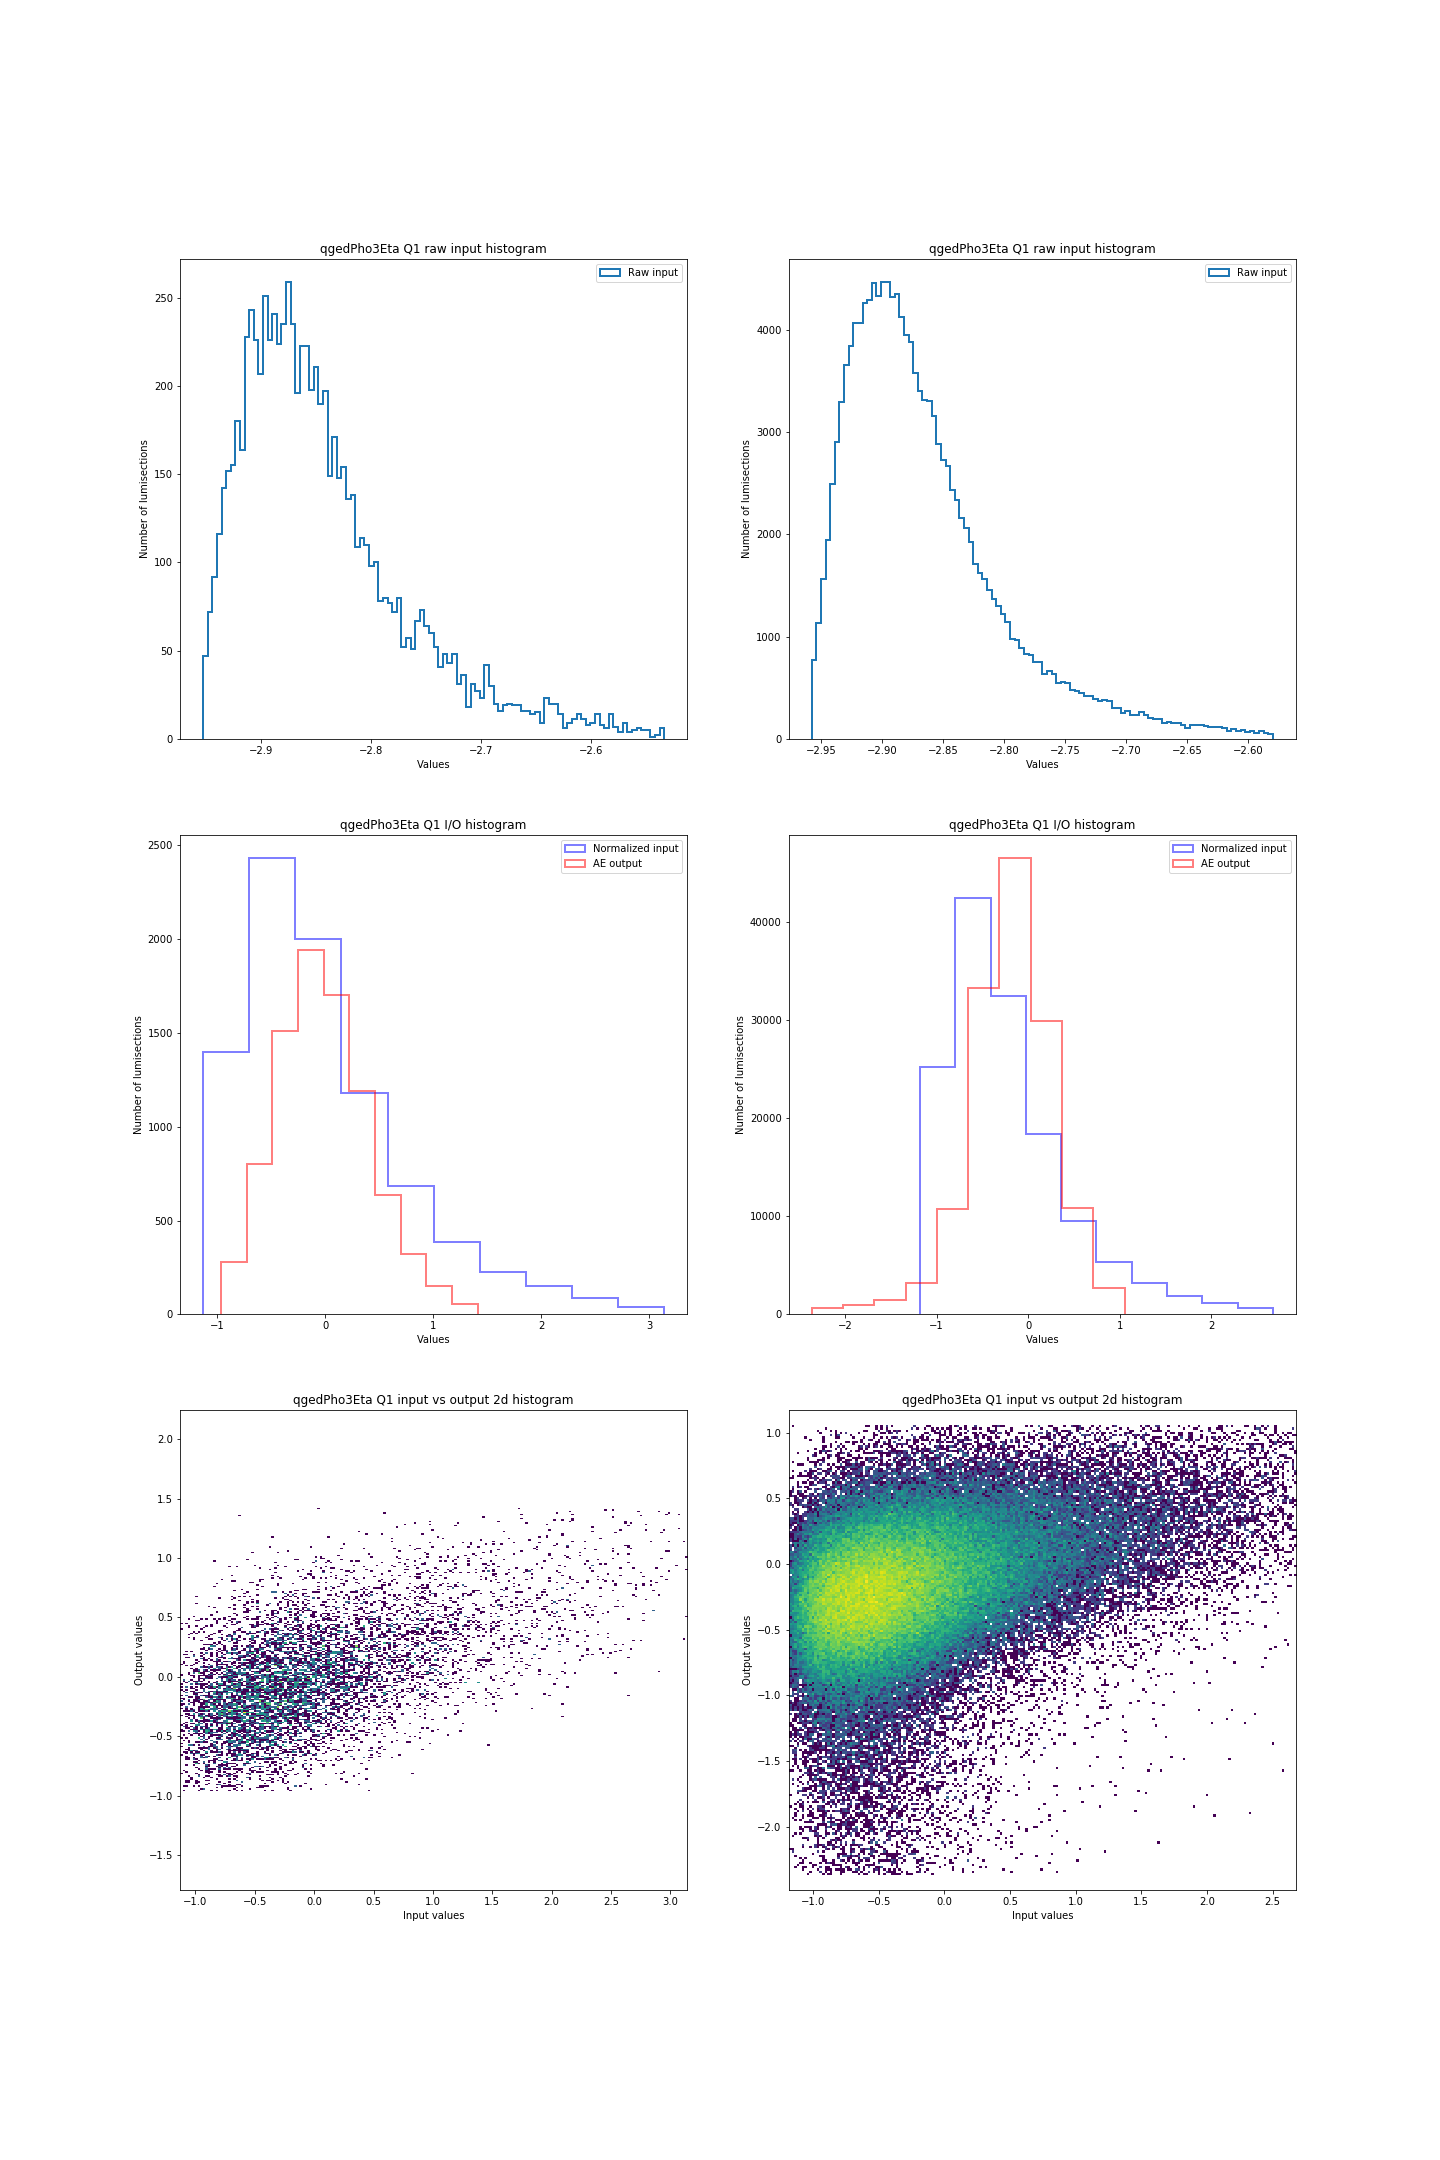 qgedPho3Eta Q1 raw input histogram
Raw input
250
200
150
100
50
0
Number of lumisections
−2.9 −2.8 −2.7 −2.6
Values
qgedPho3Eta Q1 raw input histogram
Raw input
4000
3000
2000
1000
0
Number of lumisections
−2.95 −2.90 −2.85 −2.80 −2.75 −2.70 −2.65 −2.60
Values
qgedPho3Eta Q1 I/O histogram
Normalized input
AE output
2500
2000
1500
1000
500
0
Number of lumisections
−1 0 1 2 3
Values
qgedPho3Eta Q1 I/O histogram
Normalized input
AE output
40000
30000
20000
10000
0
Number of lumisections
−2 −1 0 1 2
Values
qgedPho3Eta Q1 input vs output 2d histogram
2.0
1.5
1.0
0.5
0.0
−0.5
−1.0
−1.5
Output values
−1.0 −0.5 0.0 0.5 1.0 1.5 2.0 2.5 3.0
Input values
qgedPho3Eta Q1 input vs output 2d histogram
1.0
0.5
0.0
−0.5
−1.0
−1.5
−2.0
Output values
−1.0 −0.5 0.0 0.5 1.0 1.5 2.0 2.5
Input values